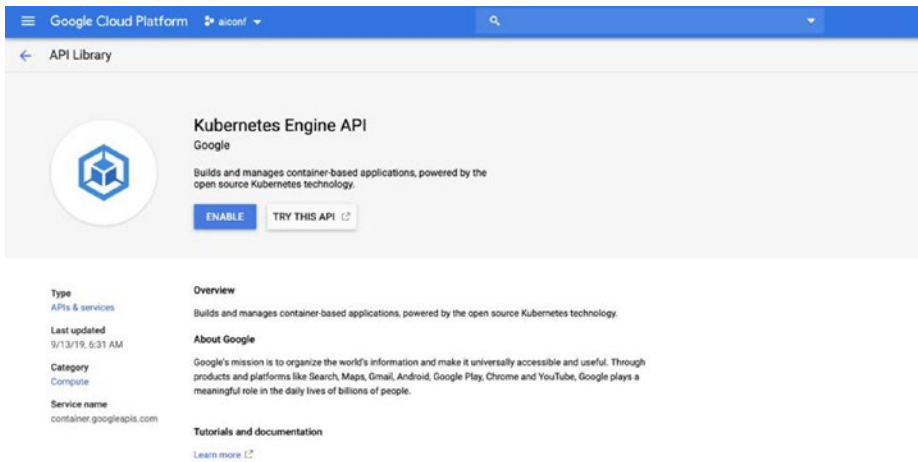 Google Cloud Platform aiconf
API Library
Kubernetes Engine API
Google
Builds and manages container-based applications, powered by the
open source Kubernetes technology.
ENABLE TRY THIS API
Type
APIs & services
Last updated
9/13/19, 6:31 AM
Category
Compute
Service name
container.googleapis.com
Overview
Builds and manages container-based applications, powered by the open source Kubernetes technology.
About Google
Google's mission is to organize the world's information and make it universally accessible and useful. Through
products and platforms like Search, Maps, Gmail, Android, Google Play, Chrome and YouTube, Google plays a
meaningful role in the daily lives of billions of people.
Tutorials and documentation
Learn more